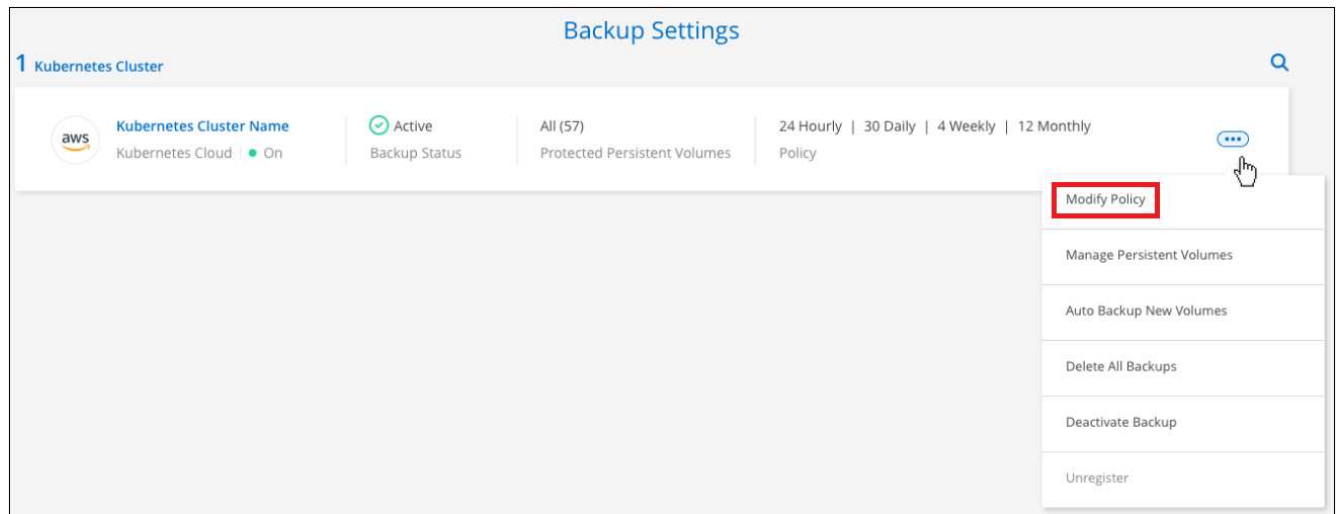 Backup Settings
1 Kubernetes Cluster
aws
Kubernetes Cluster Name
Kubernetes Cloud | On
Active
Backup Status
All (57)
Protected Persistent Volumes
24 Hourly | 30 Daily | 4 Weekly | 12 Monthly
Policy
Modify Policy
Manage Persistent Volumes
Auto Backup New Volumes
Delete All Backups
Deactivate Backup
Unregister